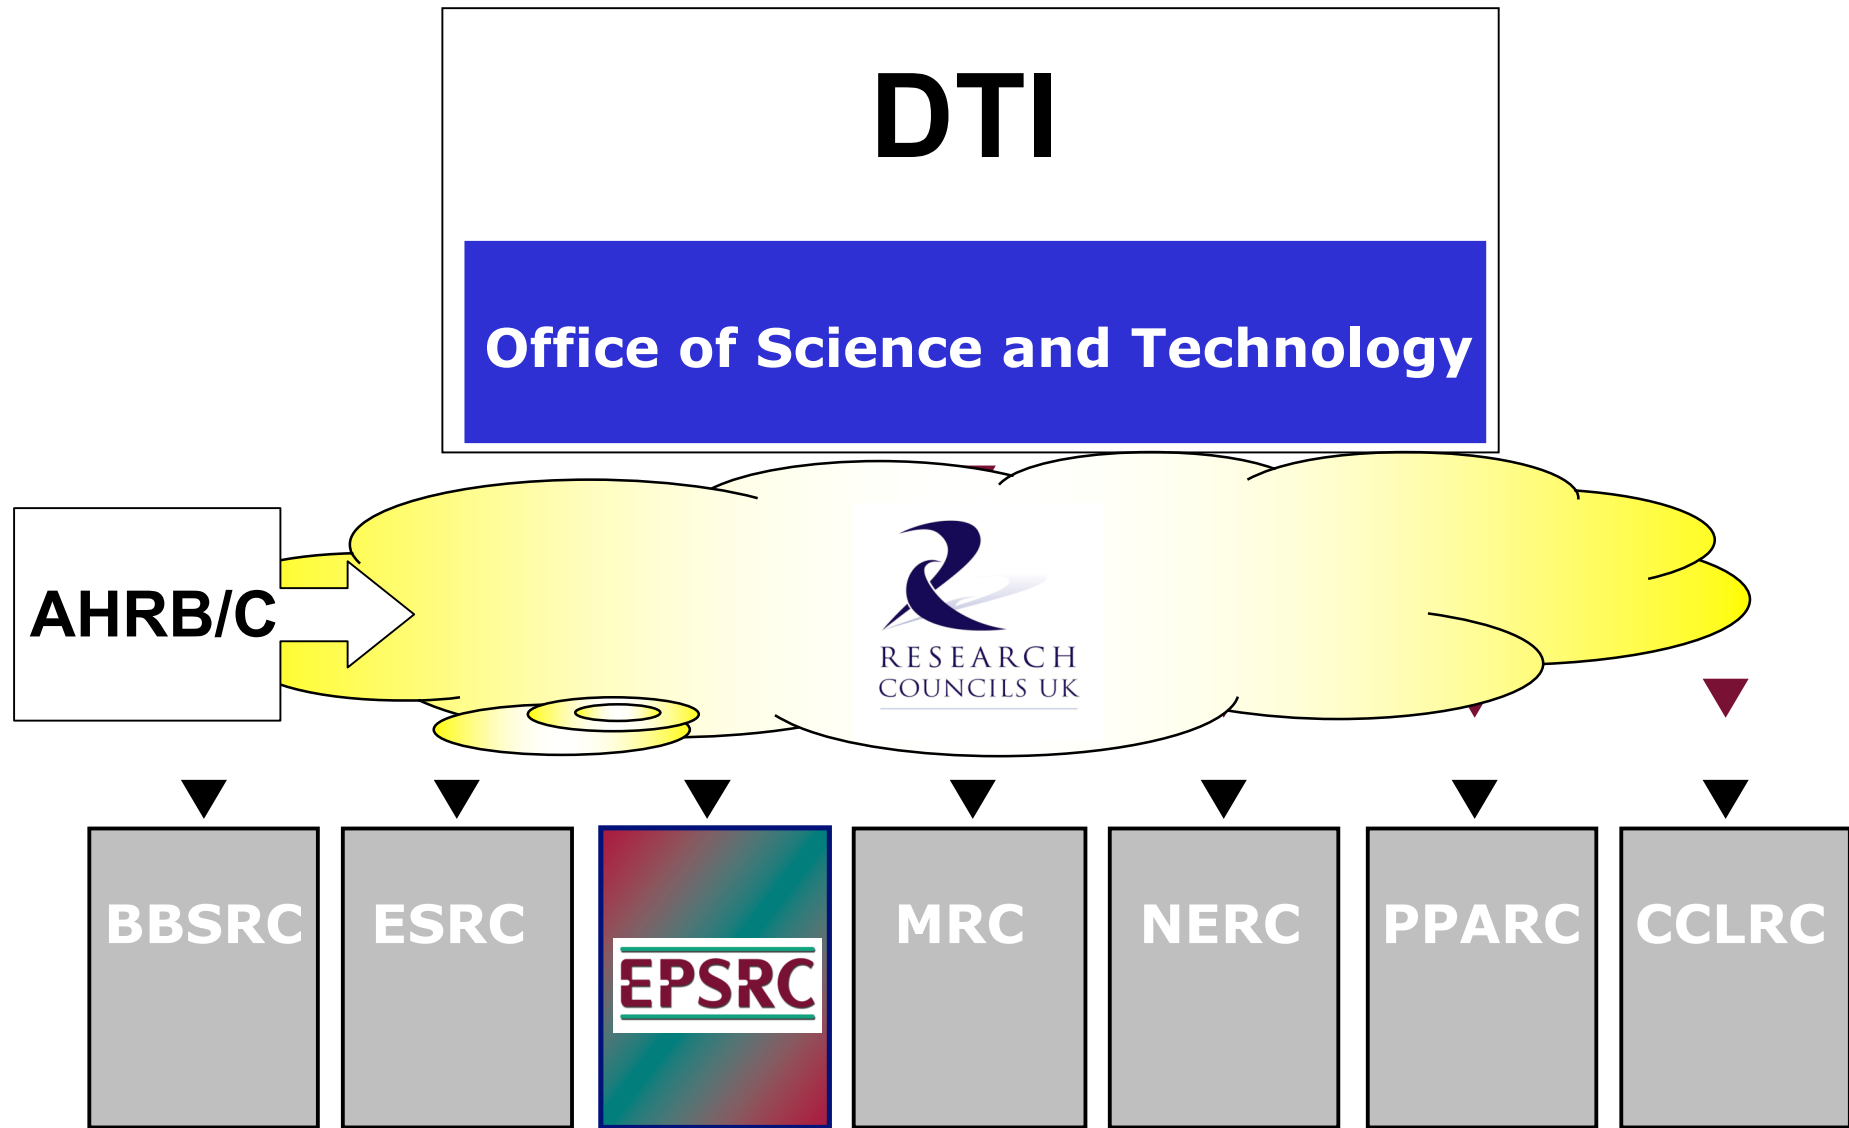 DTI
Office of Science and Technology
AHRB/C
RESEARCH
COUNCILS UK
BBSRC
ESRC
EPSRC
MRC
NERC
PPARC
CCLRC